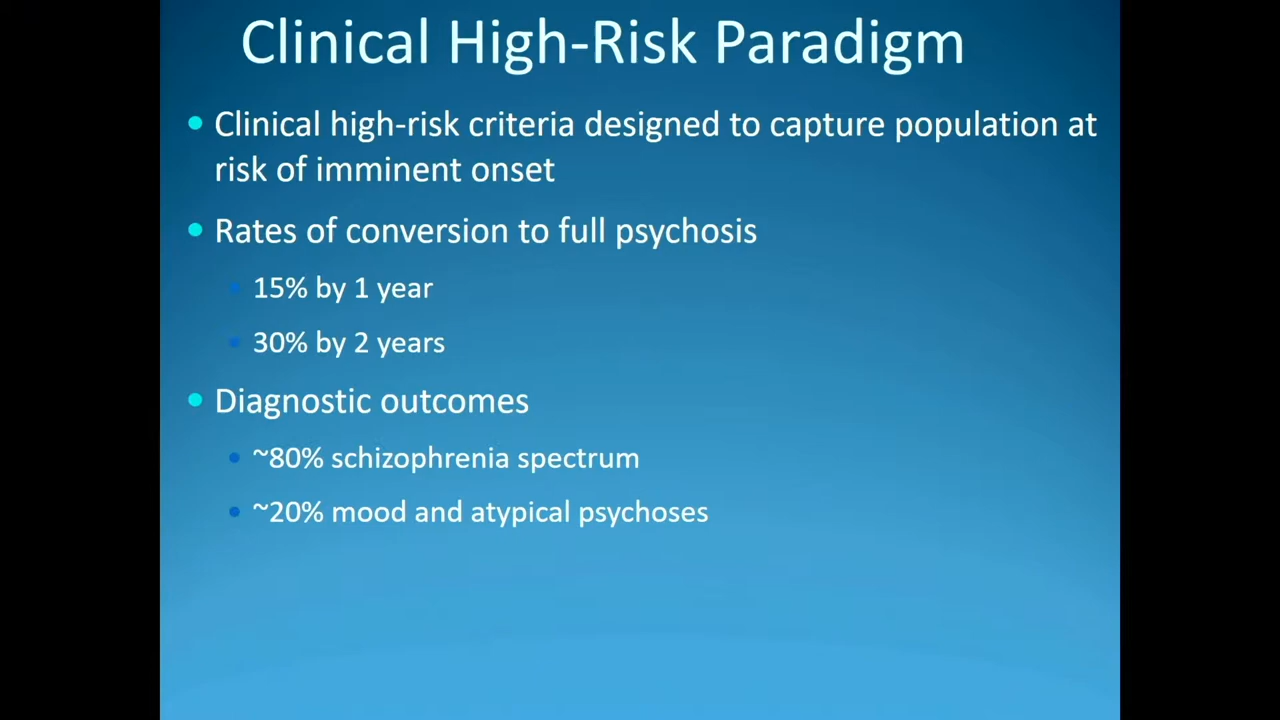 Clinical High-Risk Paradigm
Clinical high-risk criteria designed to capture population at
risk of imminent onset
Rates of conversion to full psychosis
15% by 1 year
30% by 2 years
Diagnostic outcomes
~80% schizophrenia spectrum
~20% mood and atypical psychoses